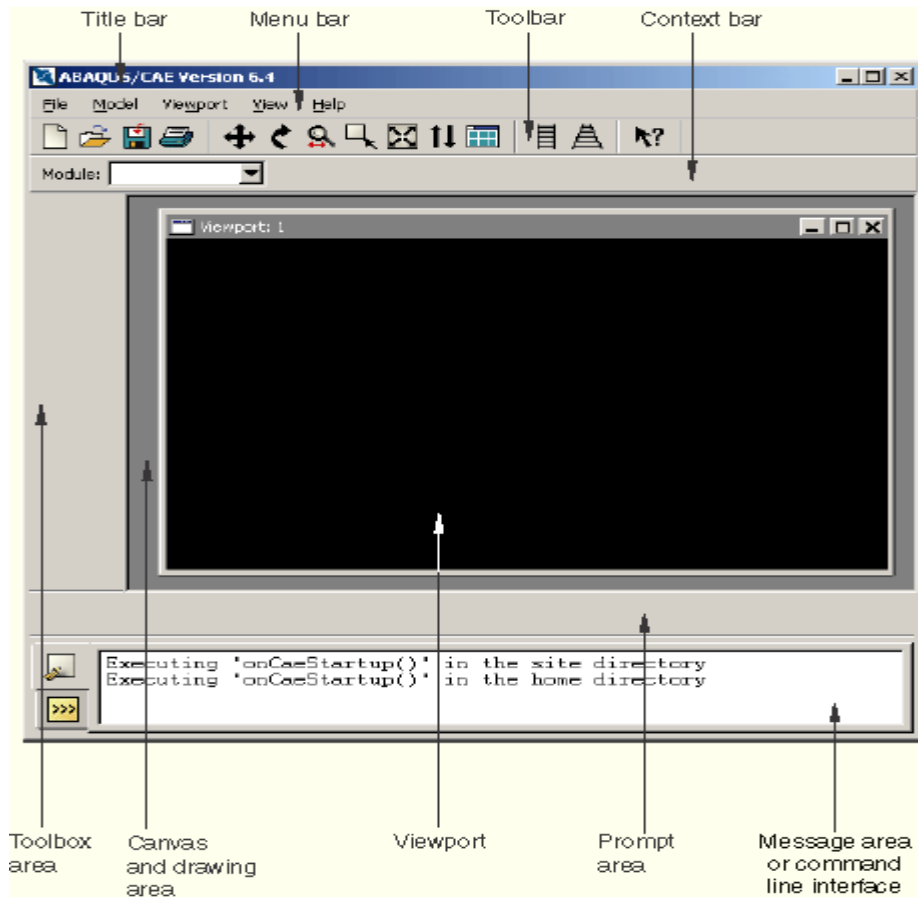 Title bar
Menu bar
Toolbar
Context bar
ABAQUS/CAE Version 6.4
File Model Viewport View Help
Module:
Viewport: 1
Executing "onCaeStartup()" in the site directory
Executing "onCaeStartup()" in the home directory
>>>
Toolbox
area
Canvas
and drawing
area
Viewport
Prompt
area
Message area
or command
line interface